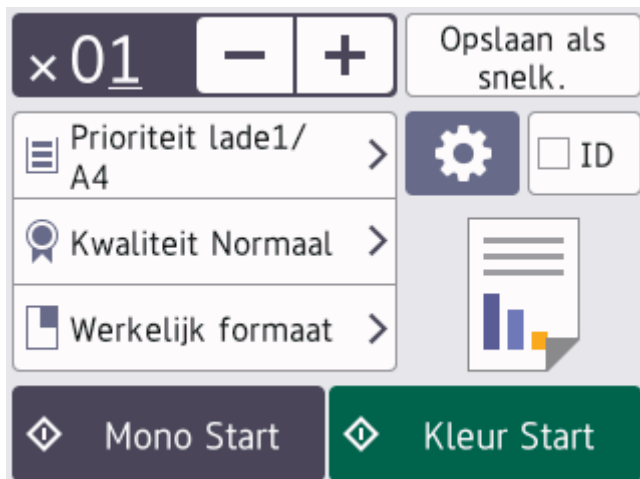 ×01
− +
Opslaan als
snelk.
Prioriteit lade1/
A4
ID
Kwaliteit Normaal
Werkelijk formaat
Mono Start
Kleur Start